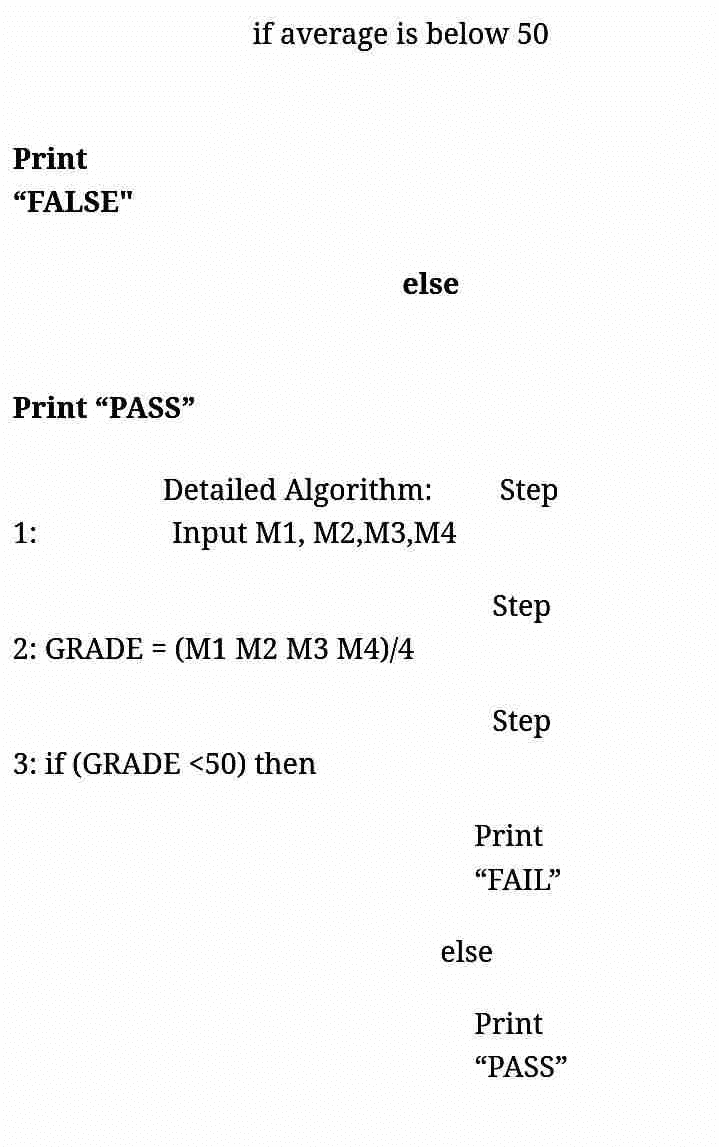 if average is below 50
Print
“FALSE"
else
Print “PASS”
Detailed Algorithm: Step
1: Input M1, M2,M3,M4
Step
2: GRADE = (M1 M2 M3 M4)/4
Step
3: if (GRADE <50) then
Print
“FAIL”
else
Print
“PASS”